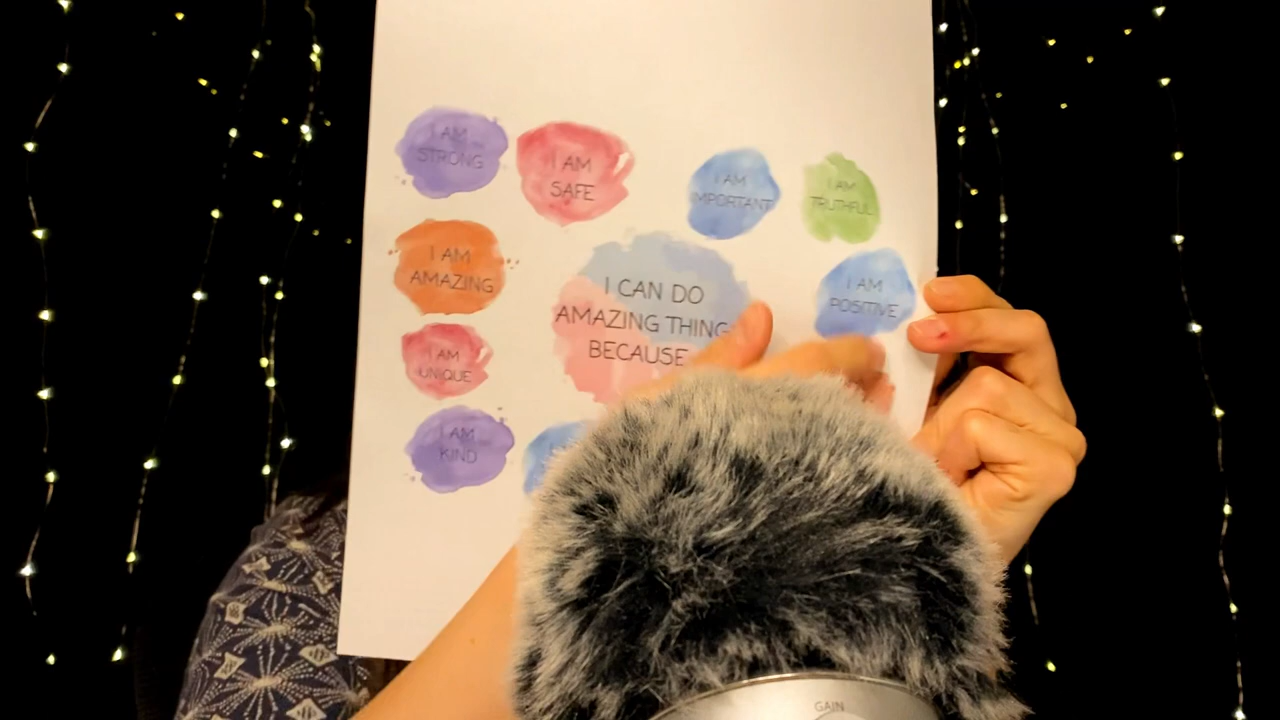 I AM
STRONG
I AM
SAFE
I AM
IMPORTANT
I AM
TRUTHFUL
I AM
AMAZING
I CAN DO
AMAZING THING
BECAUSE
I AM
POSITIVE
I AM
UNIQUE
I AM
KIND
GAIN